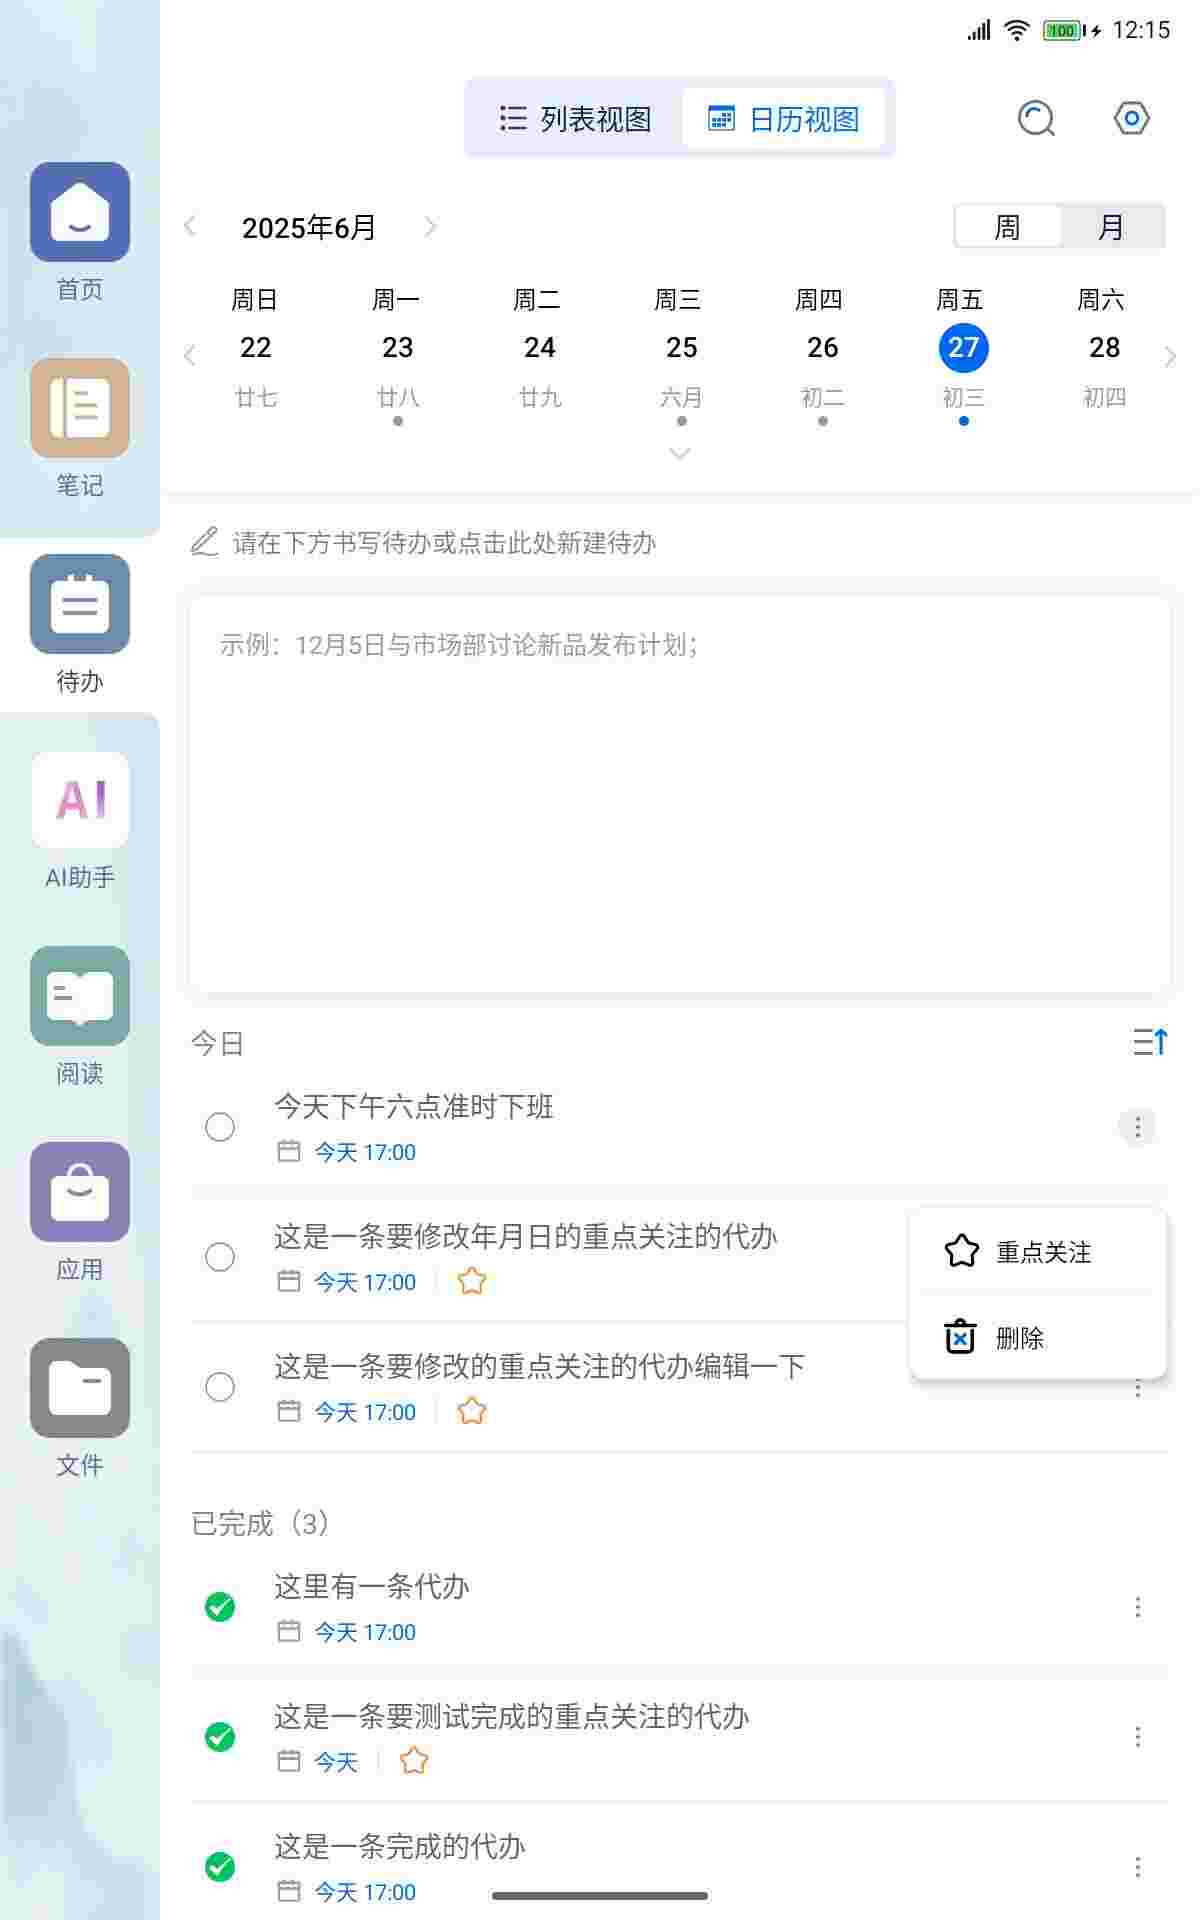 100 12:15
列表视图 日历视图
2025年6月 周 月
周日 周一 周二 周三 周四 周五 周六
22 23 24 25 26 27 28
廿七 廿八 廿九 六月 初二 初三 初四
请在下方书写待办或点击此处新建待办
示例：12月5日与市场部讨论新品发布计划；
今日
今天下午六点准时下班
今天 17:00
这是一条要修改年月日的重点关注的代办
今天 17:00
重点关注
删除
这是一条要修改的重点关注的代办编辑一下
今天 17:00
已完成（3）
这里有一条代办
今天 17:00
这是一条要测试完成的重点关注的代办
今天
这是一条完成的代办
今天 17:00
首页
笔记
待办
AI
AI助手
阅读
应用
文件